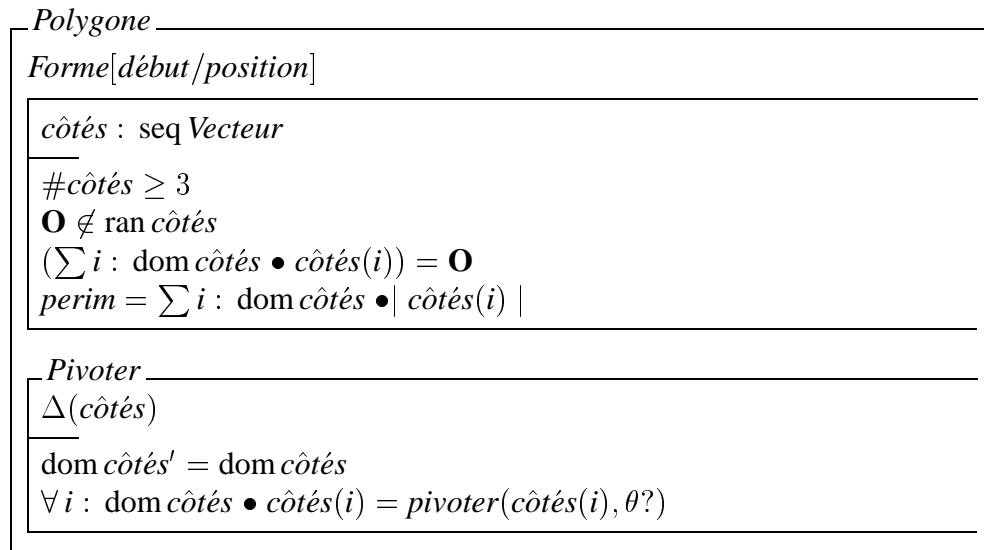 Polygone
Forme[début/position]
côtés : seq Vecteur
#côtés ≥ 3
O ∉ ran côtés
(∑ i : dom côtés • côtés(i)) = O
perim = ∑ i : dom côtés •| côtés(i) |
Pivoter
Δ(côtés)
dom côtés′ = dom côtés
∀ i : dom côtés • côtés(i) = pivoter(côtés(i), θ?)